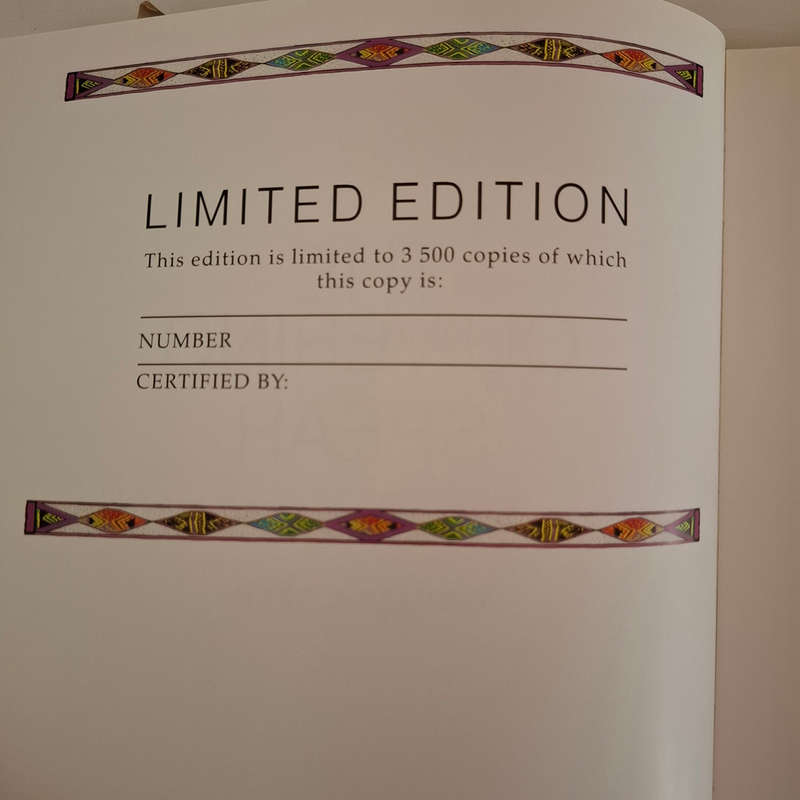 LIMITED EDITION
This edition is limited to 3 500 copies of which
this copy is:
NUMBER
CERTIFIED BY: